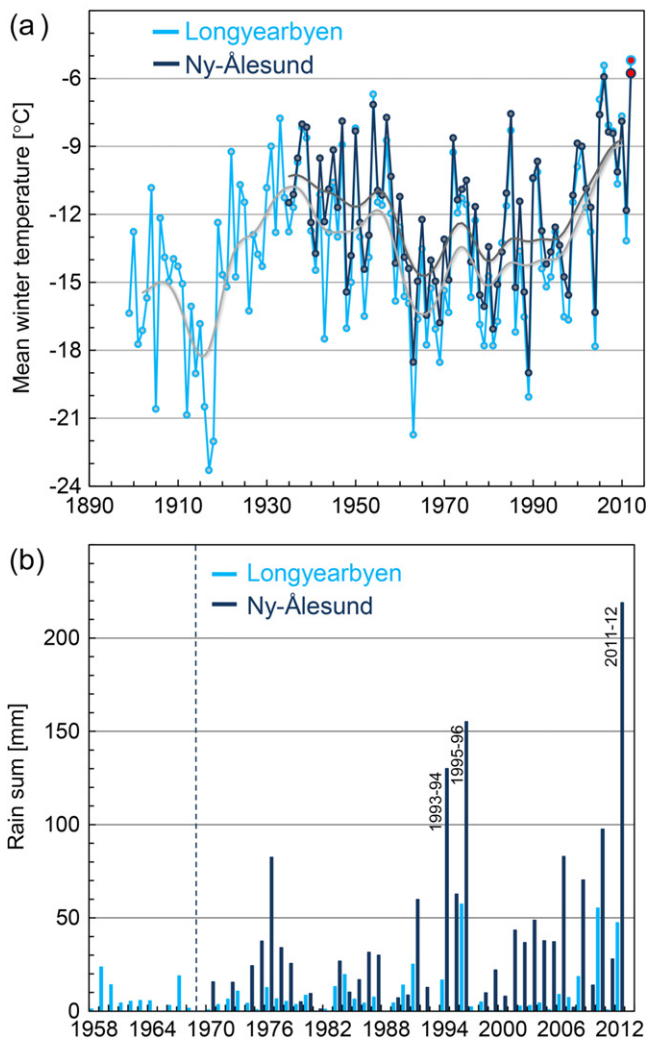 (a)
Longyearbyen
Ny-Ålesund
Mean winter temperature [°C]
-6
-9
-12
-15
-18
-21
-24
1890 1910 1930 1950 1970 1990 2010
(b)
Longyearbyen
Ny-Ålesund
Rain sum [mm]
200
150
100
50
0
1993-94
1995-96
2011-12
1958 1964 1970 1976 1982 1988 1994 2000 2006 2012